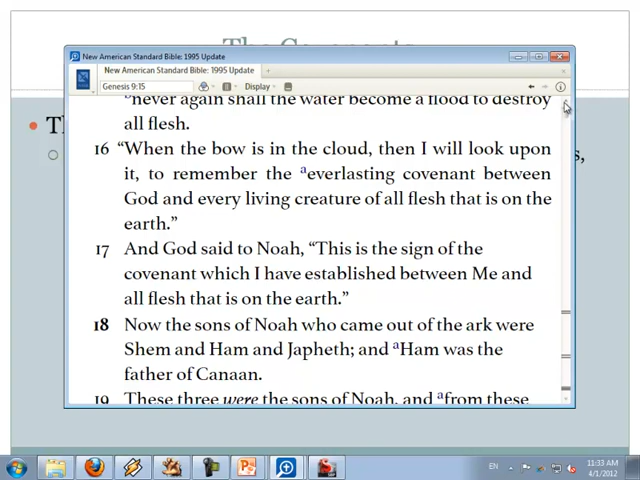 The Covenants
New American Standard Bible: 1995 Update
New American Standard Bible: 1995 Update
Genesis 9:15
Display
a never again shall the water become a flood to destroy
all flesh.
16 “When the bow is in the cloud, then I will look upon
it, to remember the a everlasting covenant between
God and every living creature of all flesh that is on the
earth.”
17 And God said to Noah, “This is the sign of the
covenant which I have established between Me and
all flesh that is on the earth.”
18 Now the sons of Noah who came out of the ark were
Shem and Ham and Japheth; and a Ham was the
father of Canaan.
19 These three were the sons of Noah, and a from these
EN
11:33 AM
4/1/2012